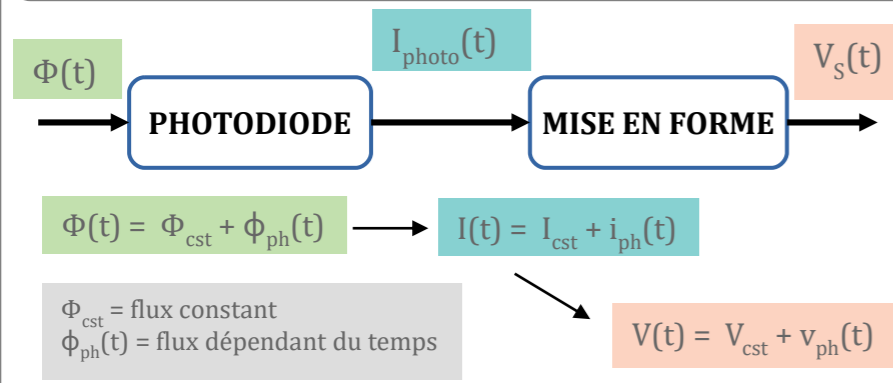 Φ(t)
I_photo(t)
V_S(t)
PHOTODIODE
MISE EN FORME
Φ(t) = Φ_cst + ϕ_ph(t)
I(t) = I_cst + i_ph(t)
Φ_cst = flux constant
ϕ_ph(t) = flux dépendant du temps
V(t) = V_cst + v_ph(t)